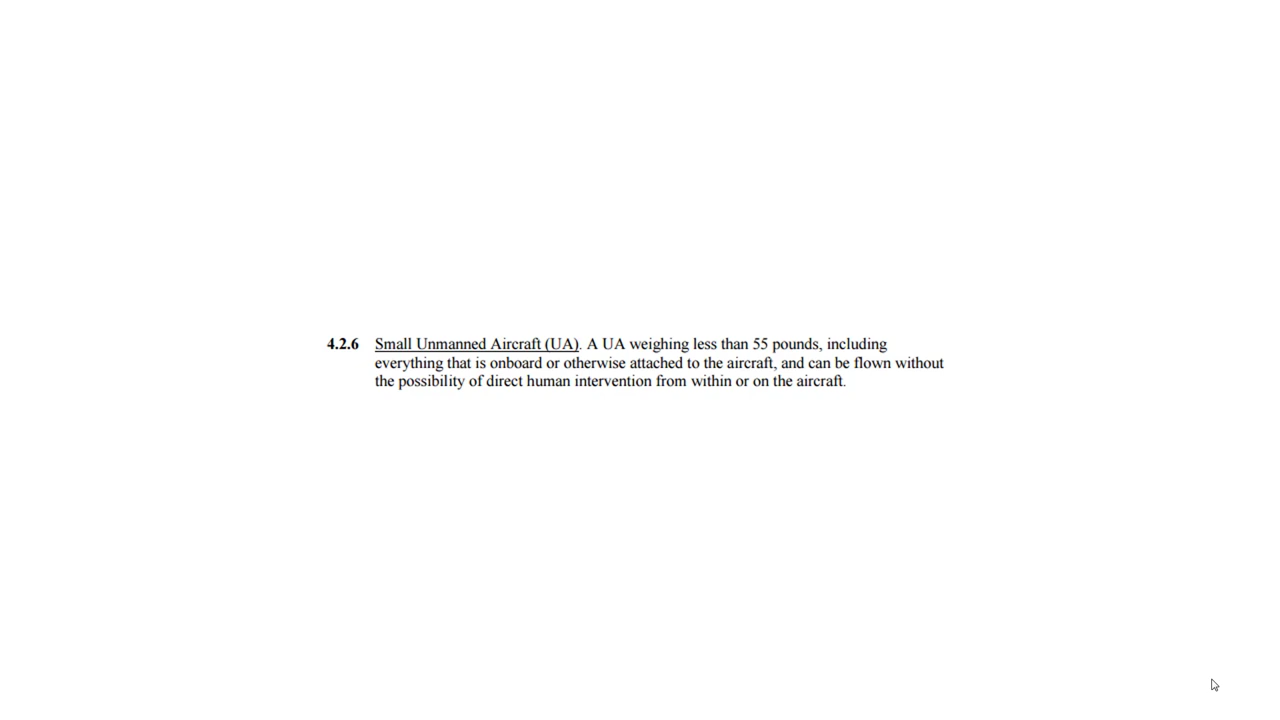 4.2.6 Small Unmanned Aircraft (UA). A UA weighing less than 55 pounds, including
everything that is onboard or otherwise attached to the aircraft, and can be flown without
the possibility of direct human intervention from within or on the aircraft.